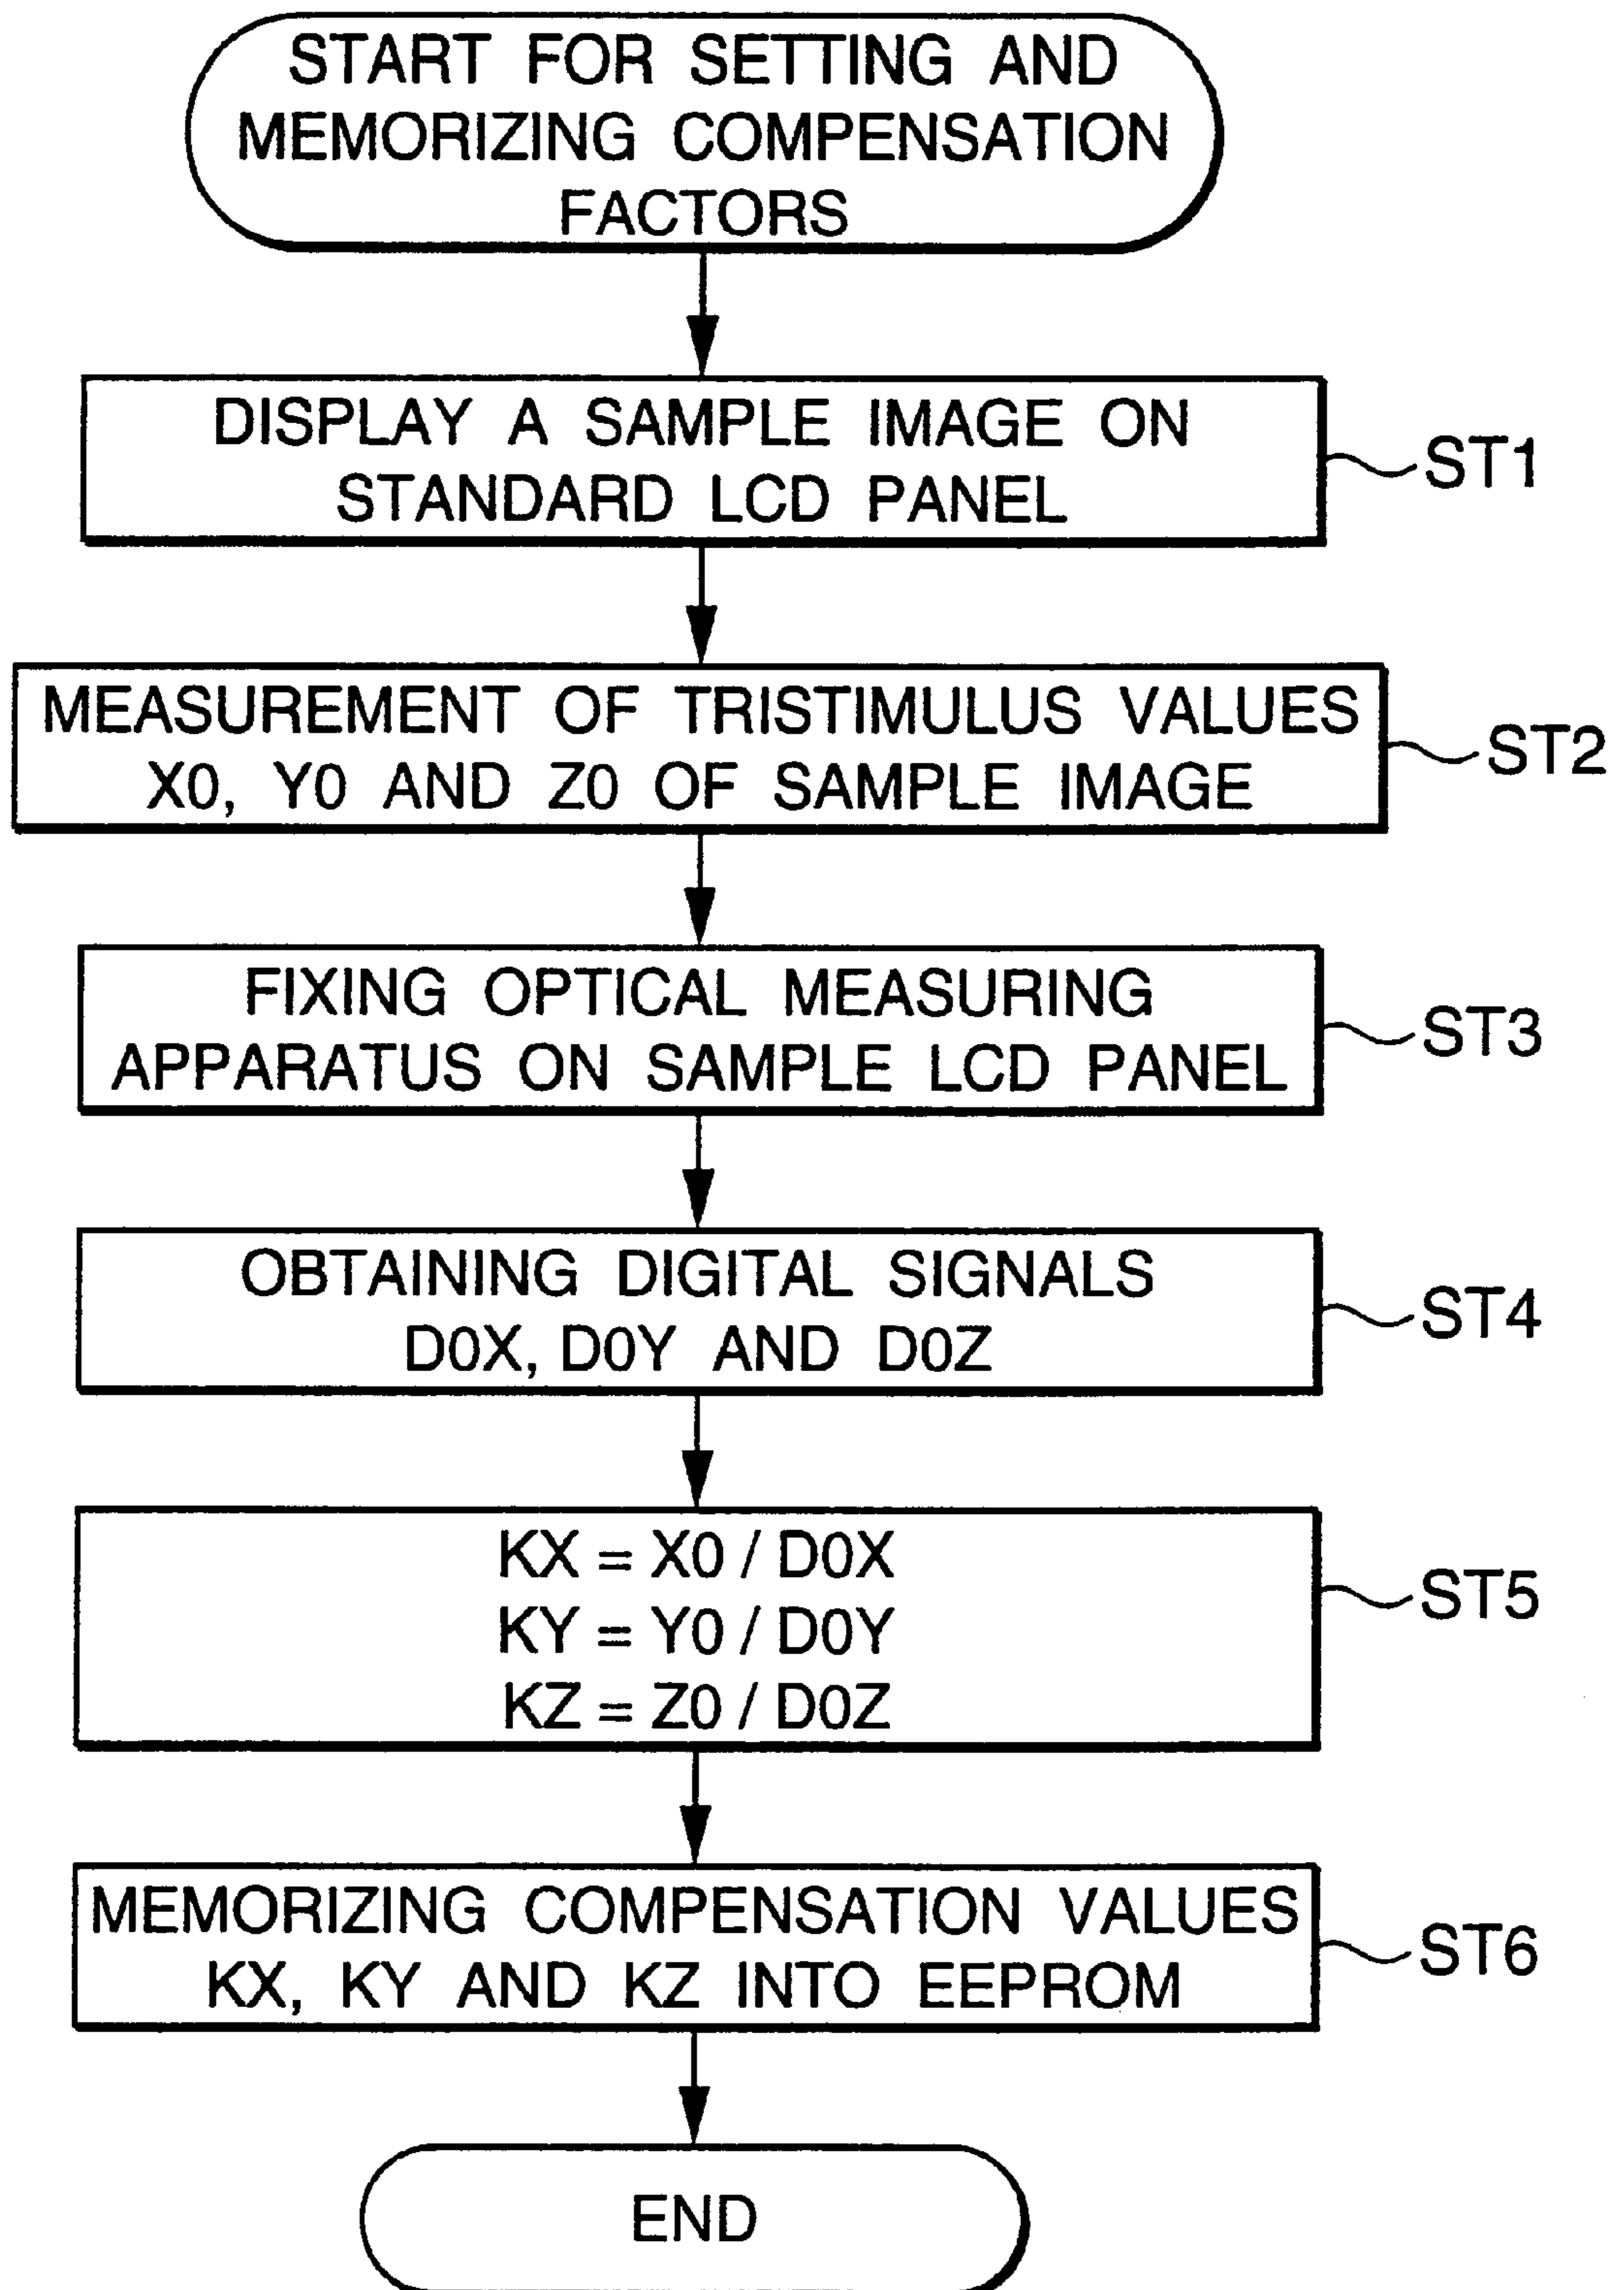 START FOR SETTING AND
MEMORIZING COMPENSATION
FACTORS
DISPLAY A SAMPLE IMAGE ON
STANDARD LCD PANEL
ST1
MEASUREMENT OF TRISTIMULUS VALUES
X0, Y0 AND Z0 OF SAMPLE IMAGE
ST2
FIXING OPTICAL MEASURING
APPARATUS ON SAMPLE LCD PANEL
ST3
OBTAINING DIGITAL SIGNALS
D0X, D0Y AND D0Z
ST4
KX = X0 / D0X
KY = Y0 / D0Y
KZ = Z0 / D0Z
ST5
MEMORIZING COMPENSATION VALUES
KX, KY AND KZ INTO EEPROM
ST6
END